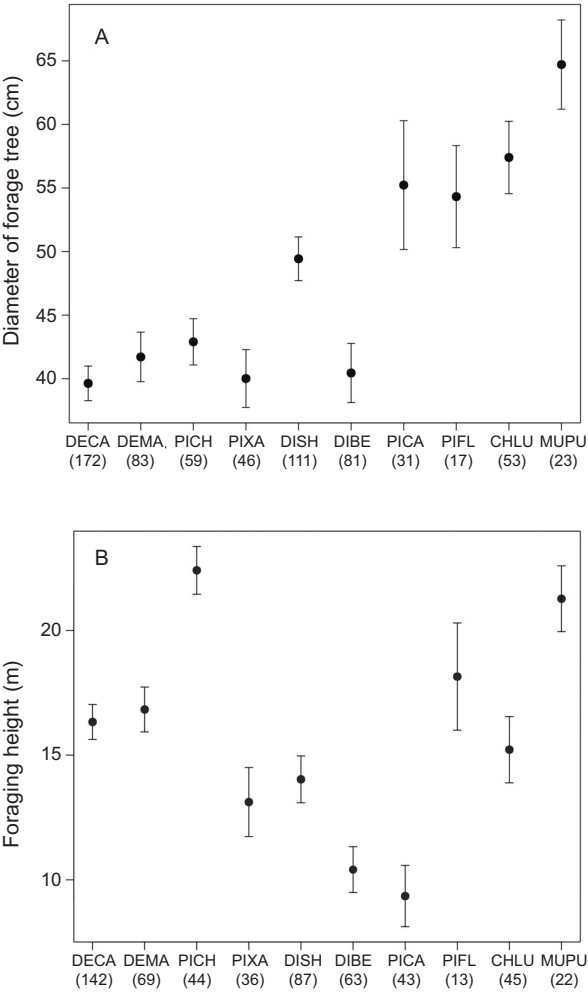 A
Diameter of forage tree (cm)
65
60
55
50
45
40
DECA DEMA, PICH PIXA DISH DIBE PICA PIFL CHLU MUPU
(172) (83) (59) (46) (111) (81) (31) (17) (53) (23)
B
Foraging height (m)
20
15
10
DECA DEMA PICH PIXA DISH DIBE PICA PIFL CHLU MUPU
(142) (69) (44) (36) (87) (63) (43) (13) (45) (22)